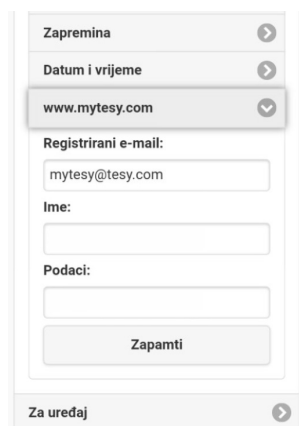 Zapremina
Datum i vrijeme
www.mytesy.com
Registrirani e-mail:
mytesy@tesy.com
Ime:
Podaci:
Zapamti
Za uređaj